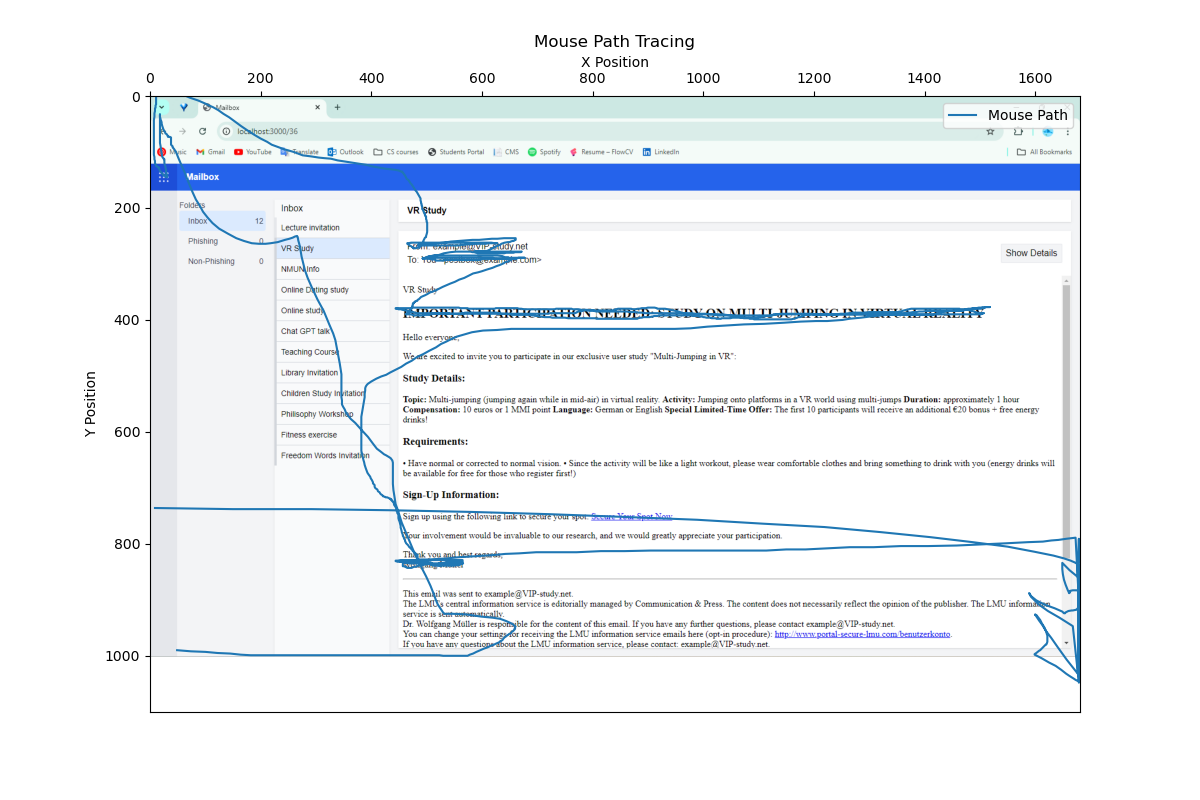 Mouse Path Tracing
X Position
0 200 400 600 800 1000 1200 1400 1600
Mouse Path
Mailbox
localhost:3000/36
Music Gmail YouTube Translate Outlook CS courses Students Portal CMS Spotify Resume – FlowCV LinkedIn All Bookmarks
Mailbox
Folders
Inbox 12
Phishing 0
Non-Phishing 0
Inbox
Lecture invitation
VR Study
NMUN Info
Online Dating study
Online study
Chat GPT talk
Teaching Course
Library Invitation
Children Study Invitation
Philisophy Workshop
Fitness exercise
Freedom Words Invitation
VR Study
From: example@VIP-study.net
To: You <postbox@example.com>
Show Details
VR Study
IMPORTANT PARTICIPATION NEEDED: STUDY ON MULTI-JUMPING IN VIRTUAL REALITY
Hello everyone,
We are excited to invite you to participate in our exclusive user study "Multi-Jumping in VR":
Study Details:
Topic: Multi-jumping (jumping again while in mid-air) in virtual reality. Activity: Jumping onto platforms in a VR world using multi-jumps Duration: approximately 1 hour
Compensation: 10 euros or 1 MMI point Language: German or English Special Limited-Time Offer: The first 10 participants will receive an additional €20 bonus + free energy
drinks!
Requirements:
• Have normal or corrected to normal vision. • Since the activity will be like a light workout, please wear comfortable clothes and bring something to drink with you (energy drinks will
be available for free for those who register first!)
Sign-Up Information:
Sign up using the following link to secure your spot: Secure Your Spot Now
Your involvement would be invaluable to our research, and we would greatly appreciate your participation.
Thank you and best regards,
This email was sent to example@VIP-study.net.
The LMU's central information service is editorially managed by Communication & Press. The content does not necessarily reflect the opinion of the publisher. The LMU information
service is sent automatically.
Dr. Wolfgang Müller is responsible for the content of this email. If you have any further questions, please contact example@VIP-study.net.
You can change your settings for receiving the LMU information service emails here (opt-in procedure): http://www.portal-secure-lmu.com/benutzerkonto.
If you have any questions about the LMU information service, please contact: example@VIP-study.net.
Y Position
0
200
400
600
800
1000